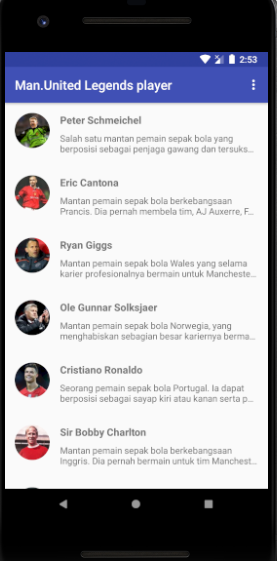 2:53
Man.United Legends player
Peter Schmeichel
Salah satu mantan pemain sepak bola yang
berposisi sebagai penjaga gawang dan tersuks...
Eric Cantona
Mantan pemain sepak bola berkebangsaan
Prancis. Dia pernah membela tim, AJ Auxerre, F...
Ryan Giggs
Mantan pemain sepak bola Wales yang selama
karier profesionalnya bermain untuk Mancheste...
Ole Gunnar Solksjaer
Mantan pemain sepak bola Norwegia, yang
menghabiskan sebagian besar kariernya berma...
Cristiano Ronaldo
Seorang pemain sepak bola Portugal. Ia dapat
berposisi sebagai sayap kiri atau kanan serta p...
Sir Bobby Charlton
Mantan pemain sepak bola berkebangsaan
Inggris. Dia pernah bermain untuk tim Manchest...